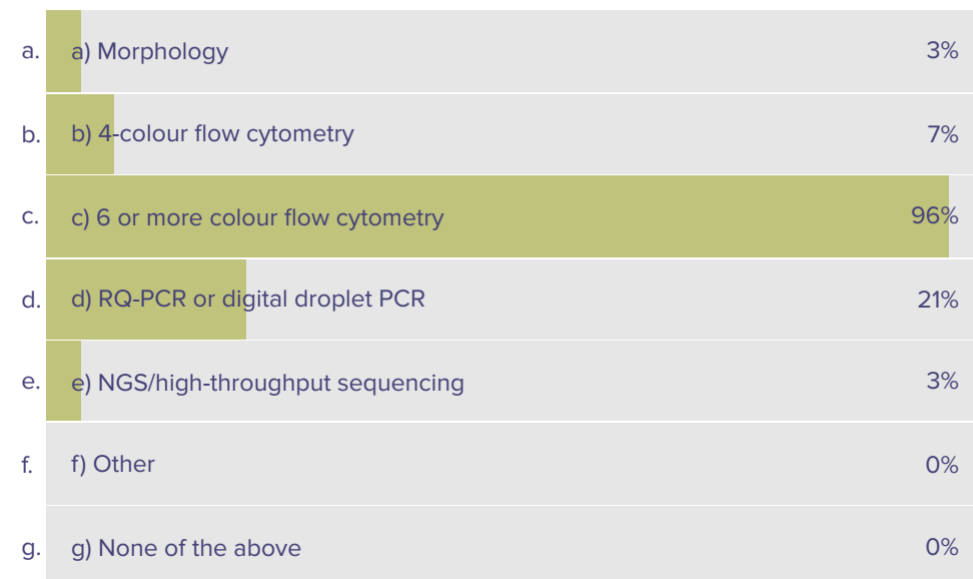 a. a) Morphology 3%
b. b) 4-colour flow cytometry 7%
c. c) 6 or more colour flow cytometry 96%
d. d) RQ-PCR or digital droplet PCR 21%
e. e) NGS/high-throughput sequencing 3%
f. f) Other 0%
g. g) None of the above 0%